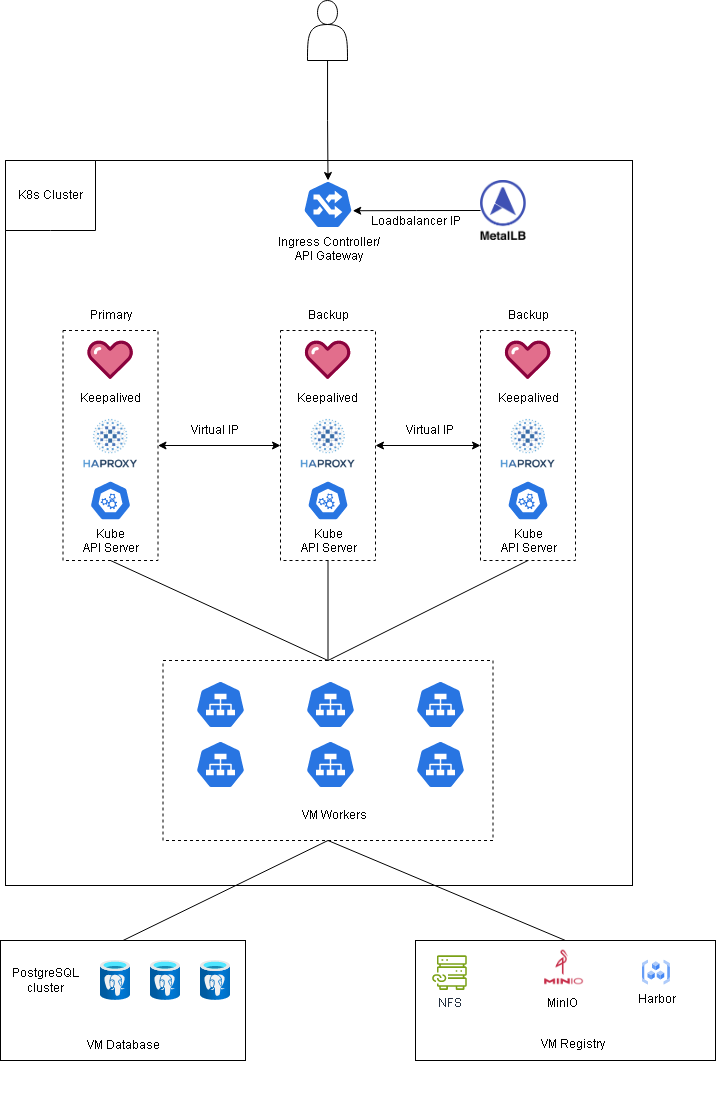 K8s Cluster
Loadbalancer IP
MetalLB
Ingress Controller/
API Gateway
Primary
Backup
Backup
Keepalived
Keepalived
Keepalived
Virtual IP
Virtual IP
HAPROXY
HAPROXY
HAPROXY
Kube
API Server
Kube
API Server
Kube
API Server
VM Workers
PostgreSQL
cluster
VM Database
MINIO
NFS
MinIO
Harbor
VM Registry